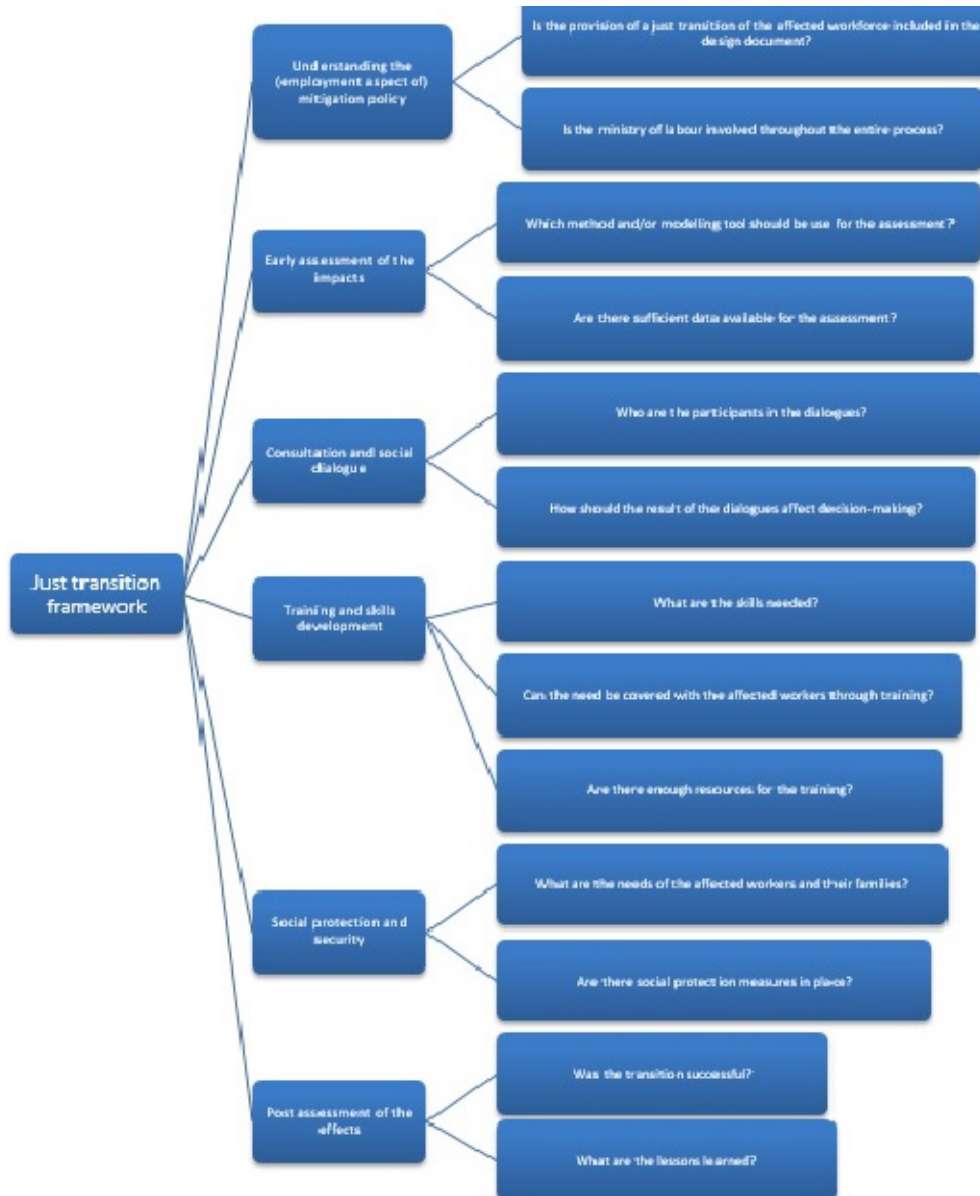 Is the provision of a just transition of the affected workforce included in the
design document?
Understanding the
(employment aspect of)
mitigation policy
Is the ministry of labour involved throughout the entire process?
Which method and/or modelling tool should be use for the assessment?
Early assessment of the
impacts
Are there sufficient data available for the assessment?
Who are the participants in the dialogues?
Consultation and social
dialogue
How should the result of the dialogues affect decision-making?
Just transition
framework
Training and skills
development
What are the skills needed?
Can the need be covered with the affected workers through training?
Are there enough resources for the training?
What are the needs of the affected workers and their families?
Social protection and
security
Are there social protection measures in place?
Was the transition successful?
Post assessment of the
effects
What are the lessons learned?